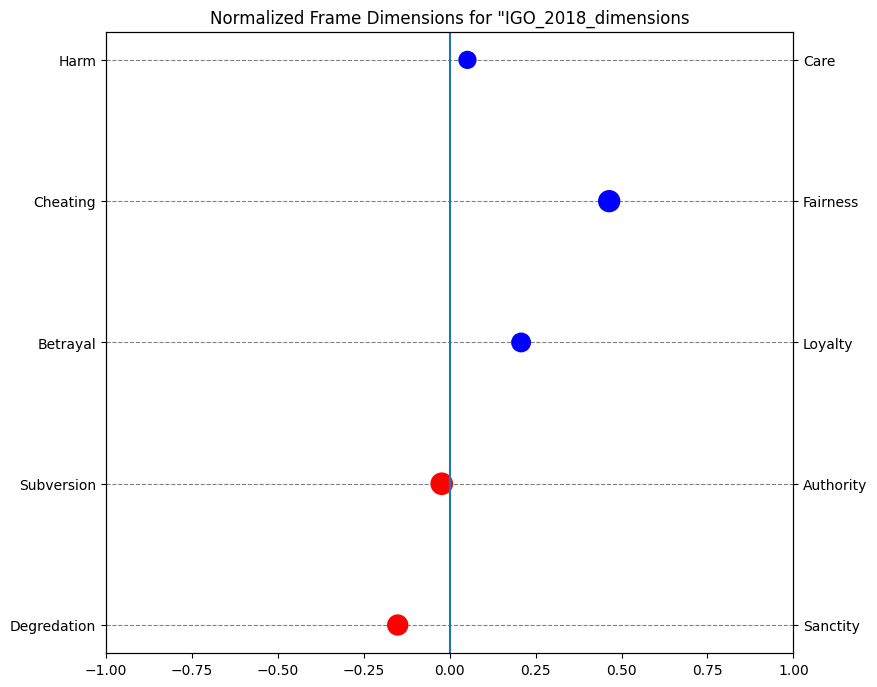 Normalized Frame Dimensions for "IGO_2018_dimensions
Harm Care
Cheating Fairness
Betrayal Loyalty
Subversion Authority
Degredation Sanctity
−1.00 −0.75 −0.50 −0.25 0.00 0.25 0.50 0.75 1.00